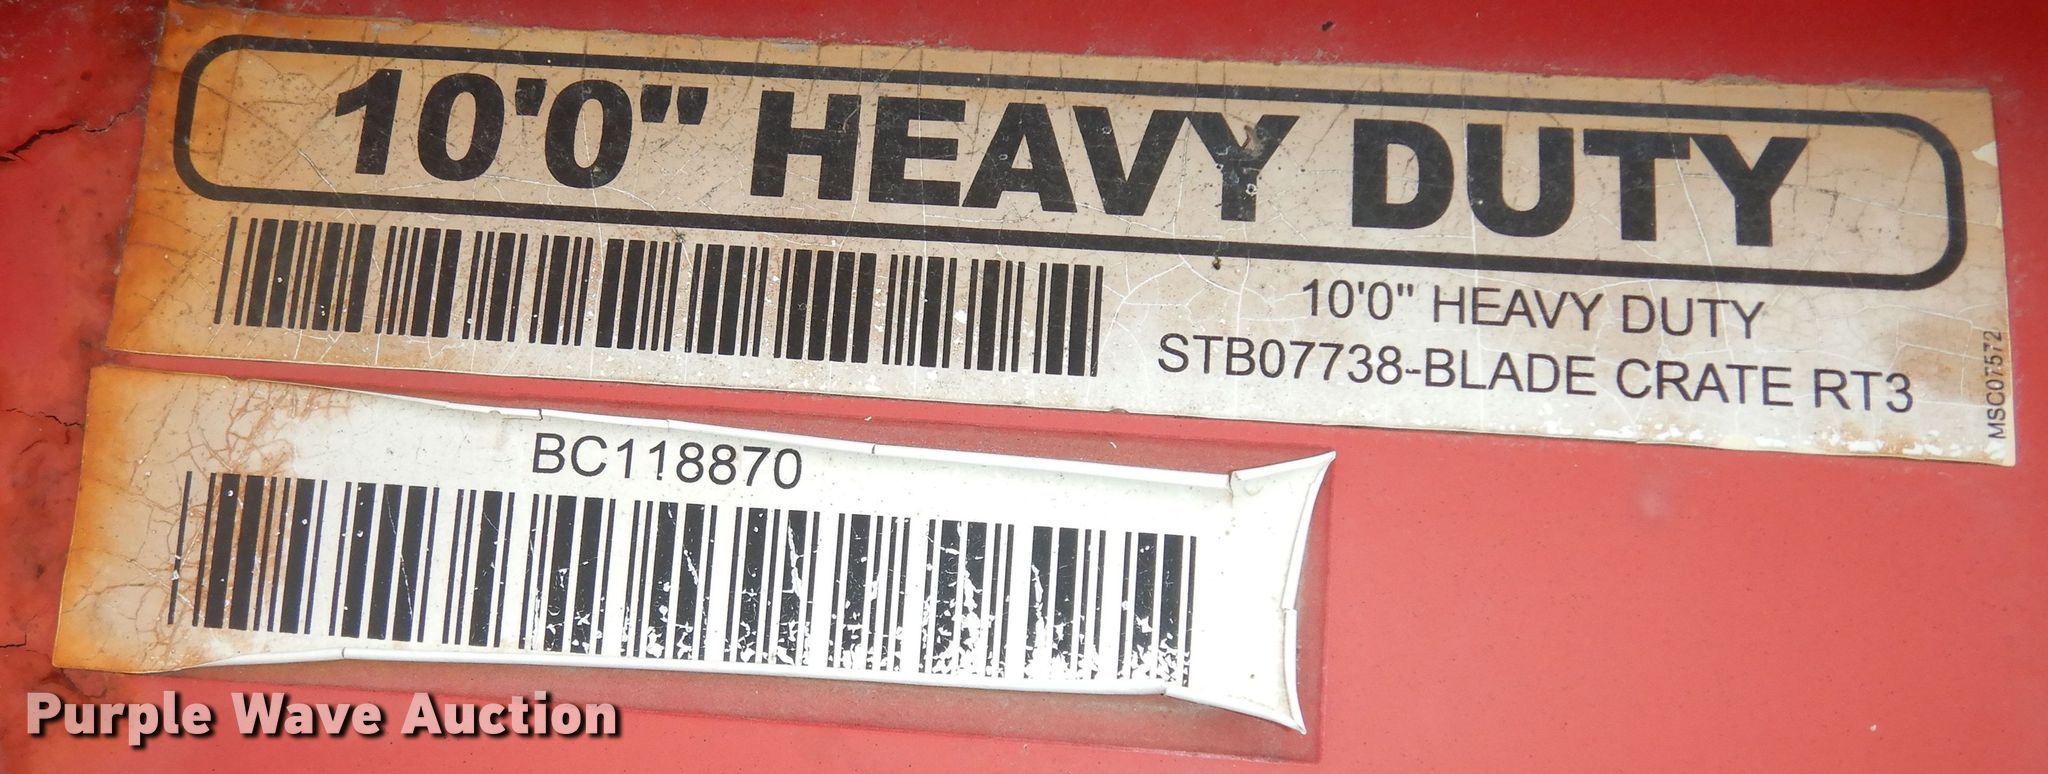 10'0" HEAVY DUTY
10'0" HEAVY DUTY
STB07738-BLADE CRATE RT3
MSC07572
BC118870
Purple Wave Auction